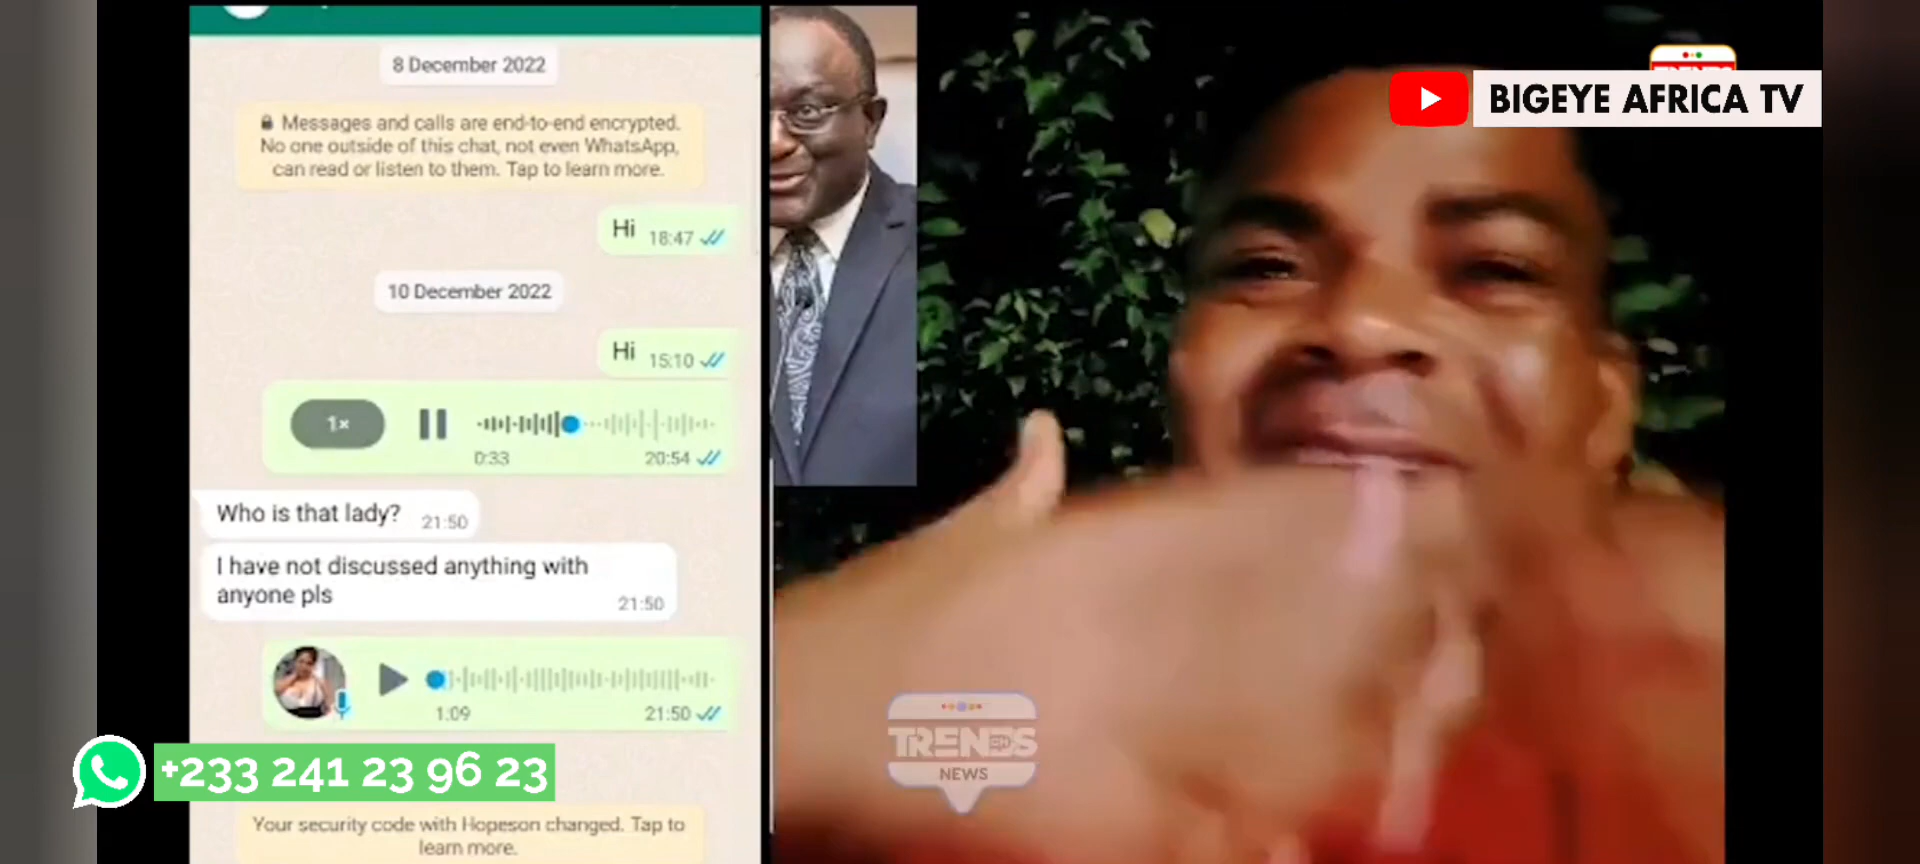 8 December 2022
Messages and calls are end-to-end encrypted.
No one outside of this chat, not even WhatsApp,
can read or listen to them. Tap to learn more.
Hi 18:47
10 December 2022
Hi 15:10
1×
0:33 20:54
Who is that lady? 21:50
I have not discussed anything with
anyone pls 21:50
1:09 21:50
+233 241 23 96 23
Your security code with Hopeson changed. Tap to
learn more.
BIGEYE AFRICA TV
TRENDS
NEWS